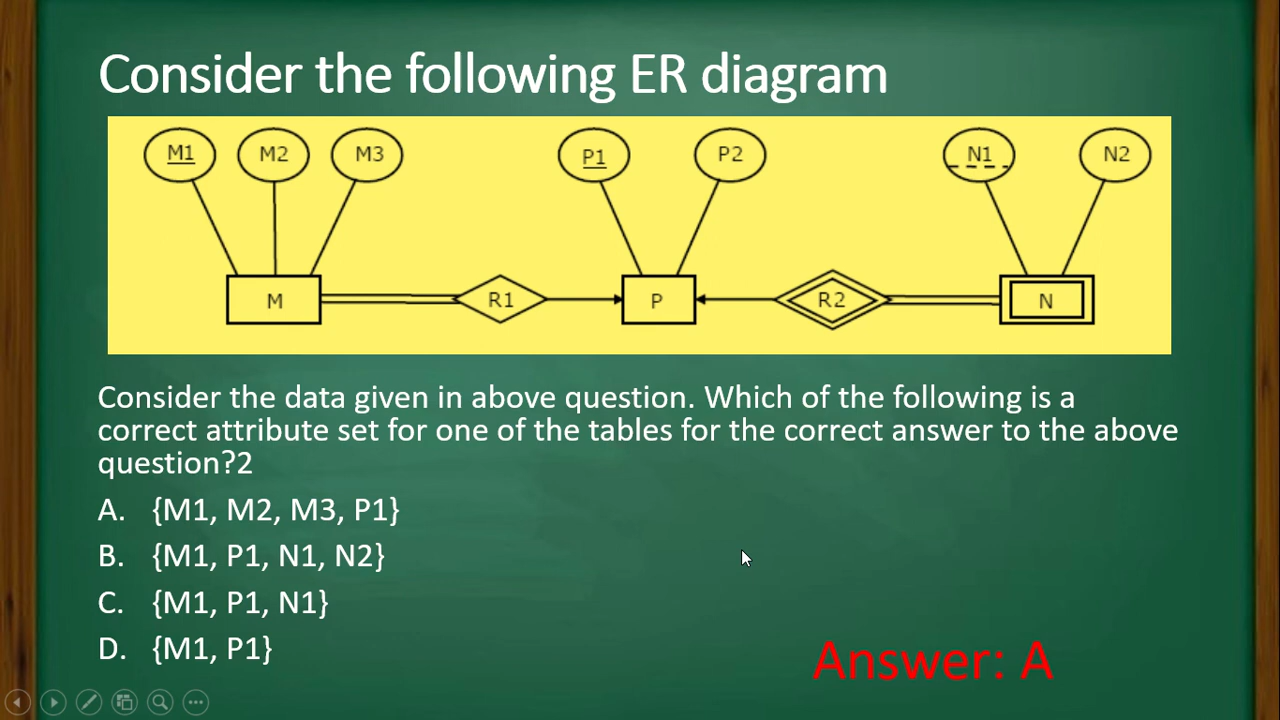 Consider the following ER diagram
M1 M2 M3 P1 P2 N1 N2
M R1 P R2 N
Consider the data given in above question. Which of the following is a
correct attribute set for one of the tables for the correct answer to the above
question?2
A. {M1, M2, M3, P1}
B. {M1, P1, N1, N2}
C. {M1, P1, N1}
D. {M1, P1}
Answer: A